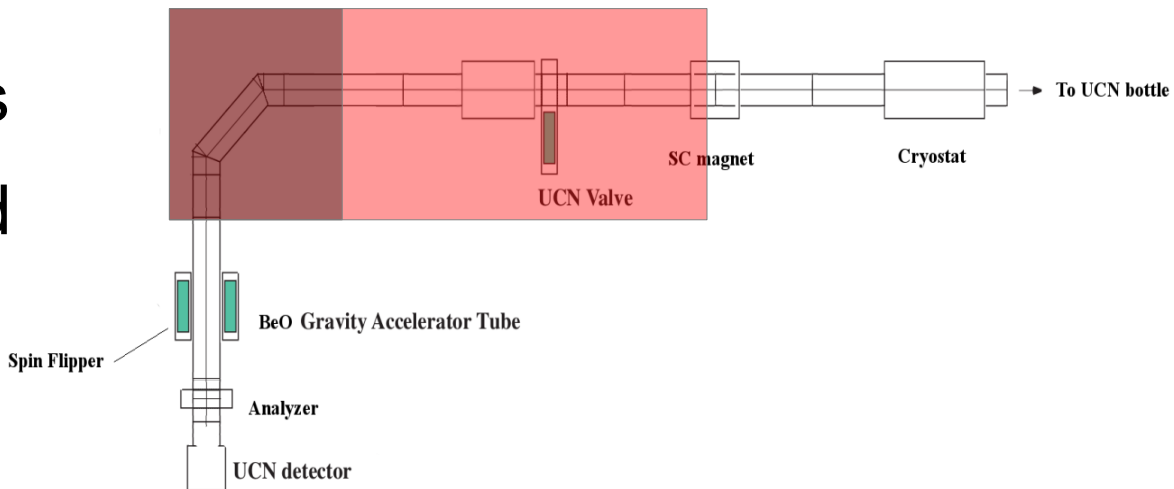 s
d
To UCN bottle
SC magnet
Cryostat
UCN Valve
BeO Gravity Accelerator Tube
Spin Flipper
Analyzer
UCN detector